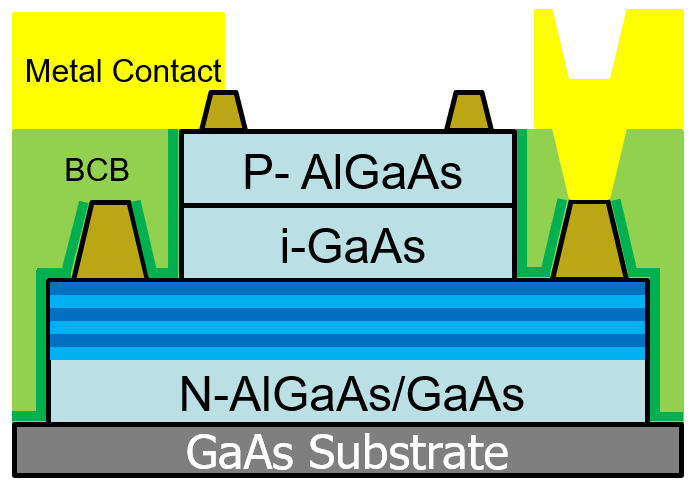 Metal Contact
BCB
P- AlGaAs
i-GaAs
N-AlGaAs/GaAs
GaAs Substrate